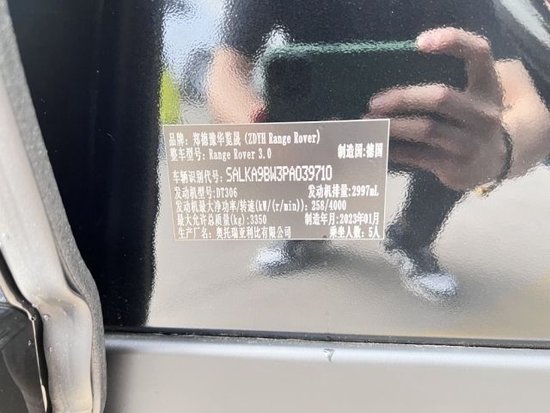 品牌: 郑德豫华览晟 (ZDYH Range Rover)
整车型号: Range Rover 3.0 制造国: 德国
车辆识别代号: SALKA9BW3PA039710
发动机型号: DT306 发动机排量: 2997mL
发动机最大净功率/转速(kW/(r/min)): 258/4000
最大允许总质量(kg): 3350 制造年月: 2023年01月
生产厂名: 奥托瑞亚利比有限公司 乘坐人数: 5人